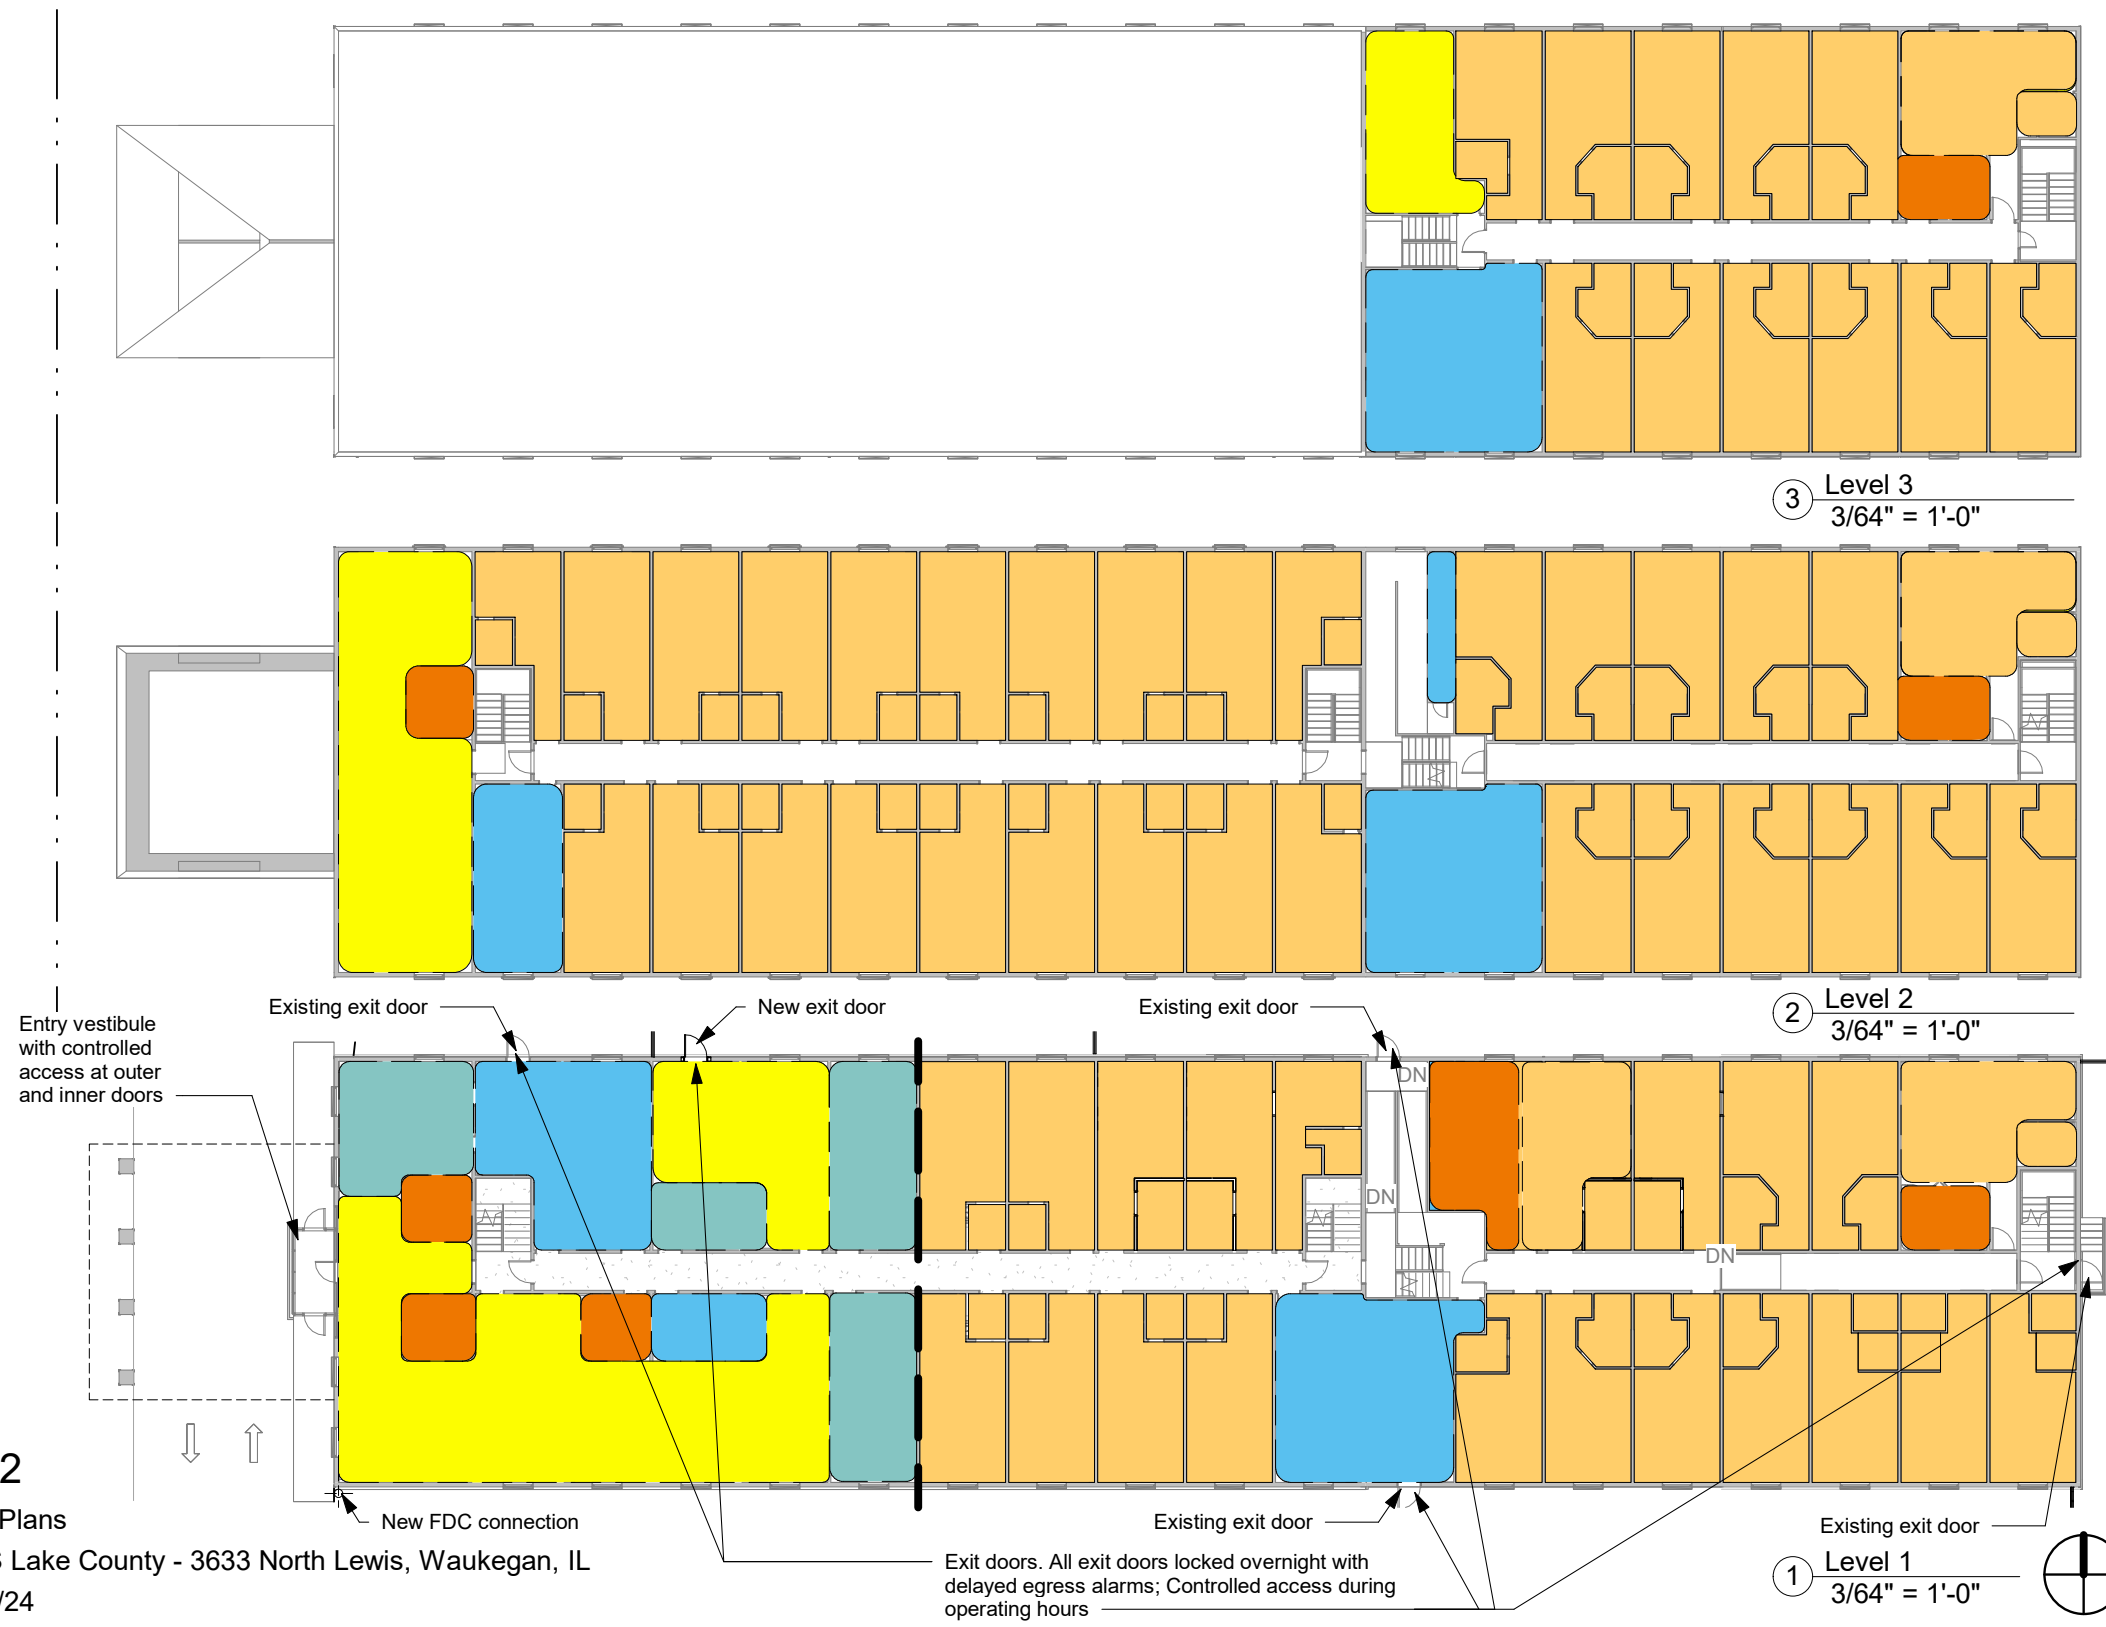 3
Level 3
3/64" = 1'-0"
2
Level 2
3/64" = 1'-0"
Existing exit door
New exit door
Existing exit door
Entry vestibule
with controlled
access at outer
and inner doors
DN
DN
DN
2
Plans
Lake County - 3633 North Lewis, Waukegan, IL
/24
New FDC connection
Existing exit door
Exit doors. All exit doors locked overnight with
delayed egress alarms; Controlled access during
operating hours
Existing exit door
1
Level 1
3/64" = 1'-0"